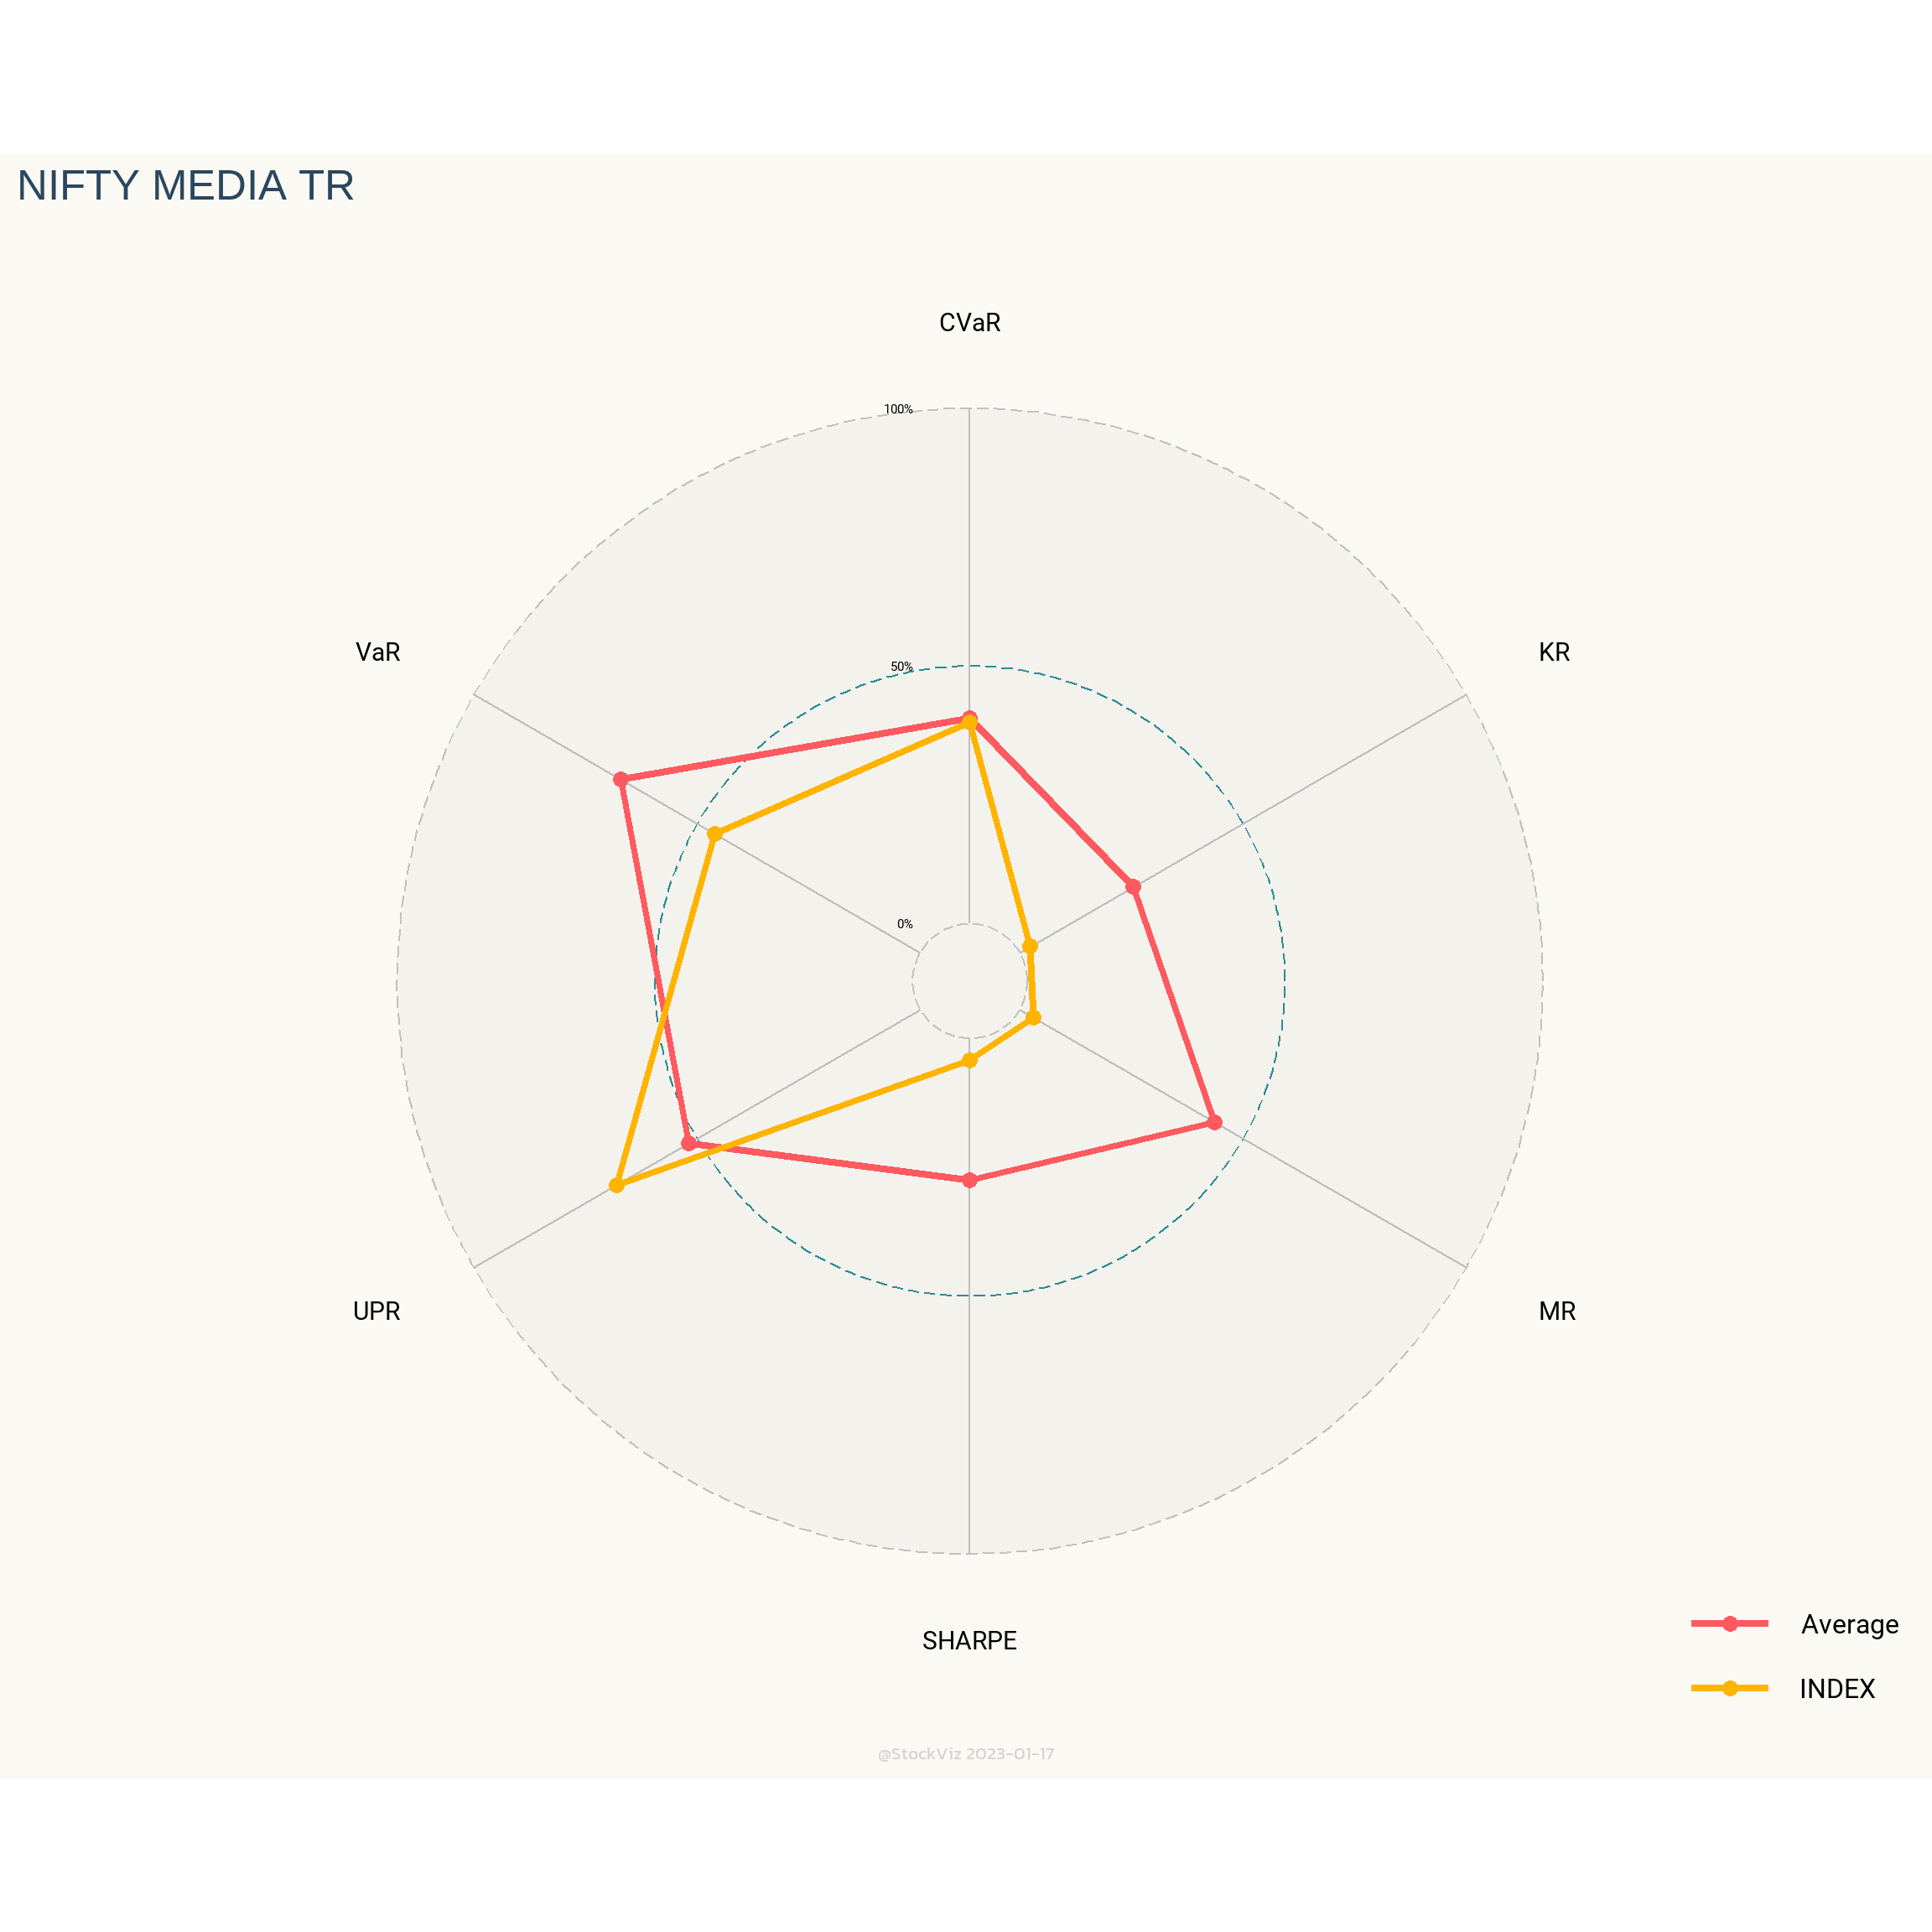 NIFTY MEDIA TR
CVaR
100%
VaR
KR
50%
0%
UPR
MR
SHARPE
Average
INDEX
@StockViz 2023-01-17